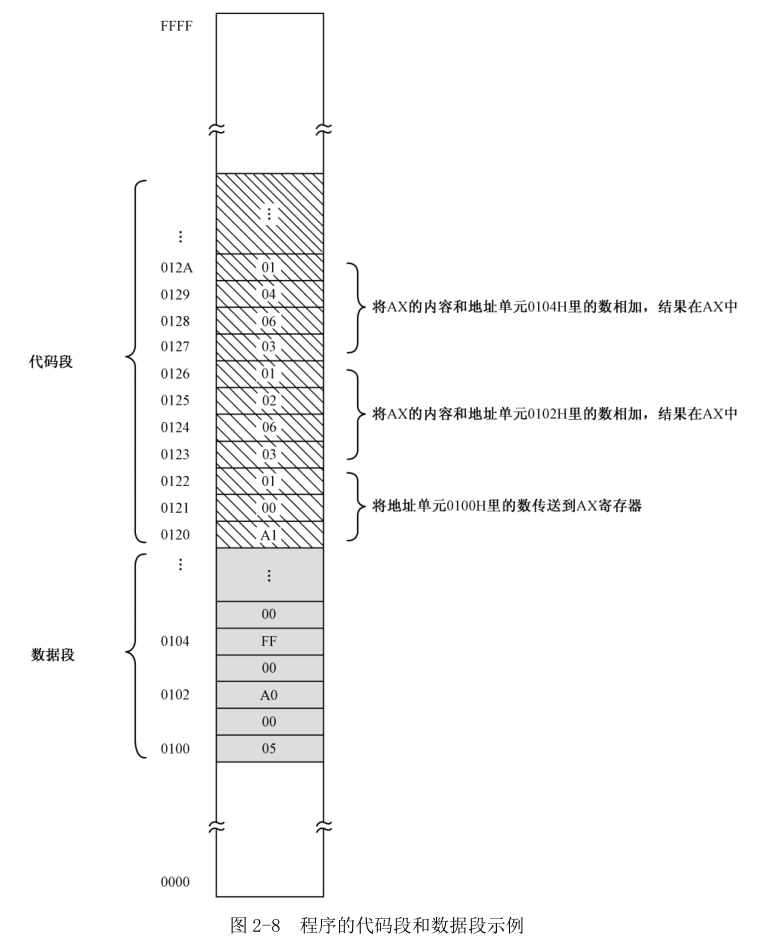 FFFF
⋮
⋮
012A 01
将AX的内容和地址单元0104H里的数相加，结果在AX中
0129 04
0128 06
0127 03
代码段
0126 01
0125 02
将AX的内容和地址单元0102H里的数相加，结果在AX中
0124 06
0123 03
0122 01
将地址单元0100H里的数传送到AX寄存器
0121 00
0120 A1
⋮
⋮
00
0104 FF
数据段
00
0102 A0
00
0100 05
0000
图 2-8 程序的代码段和数据段示例